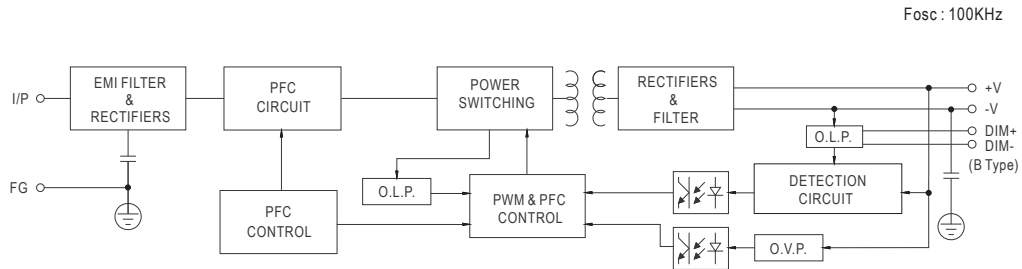 Fosc : 100KHz
I/P
EMI FILTER
&
RECTIFIERS
PFC
CIRCUIT
POWER
SWITCHING
RECTIFIERS
&
FILTER
+V
-V
DIM+
DIM-
(B Type)
O.L.P.
FG
O.L.P.
PFC
CONTROL
PWM & PFC
CONTROL
DETECTION
CIRCUIT
O.V.P.